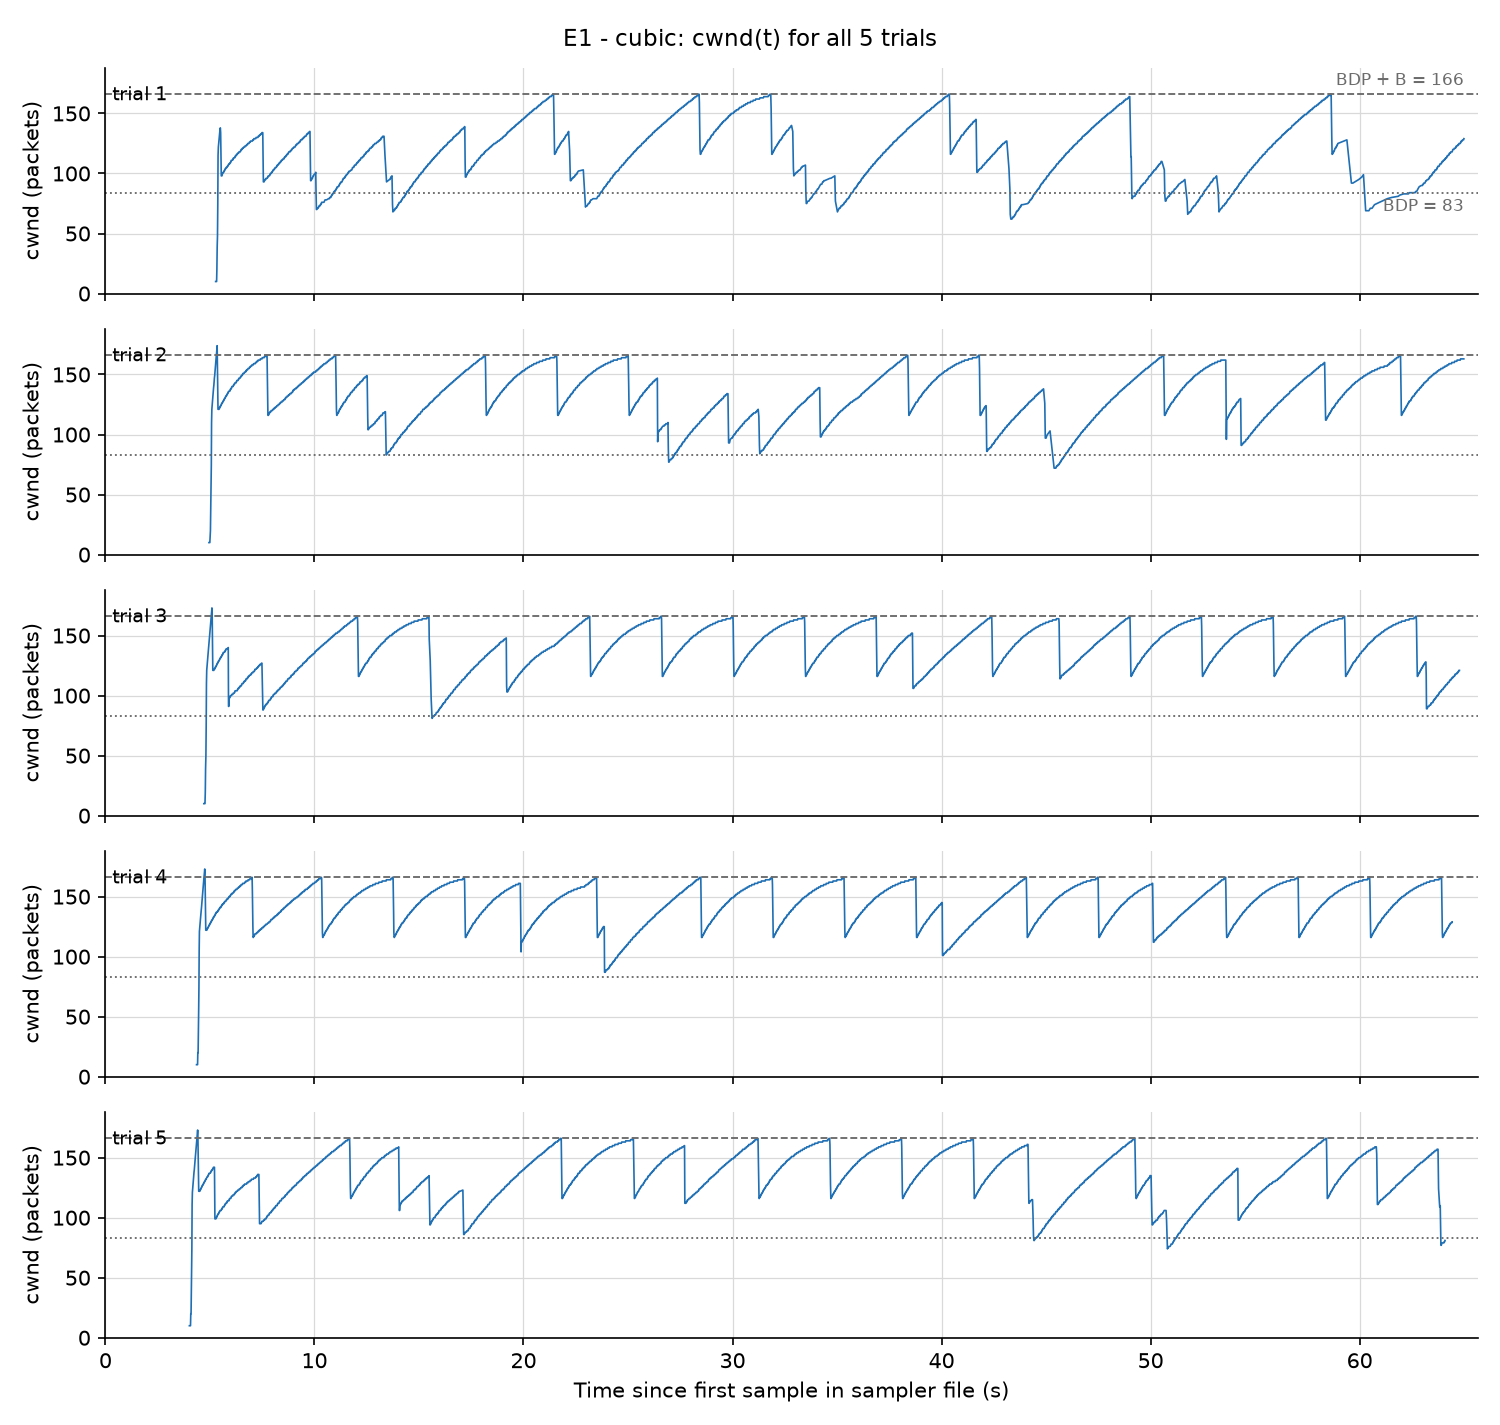 E1 - cubic: cwnd(t) for all 5 trials
trial 1
BDP + B = 166
BDP = 83
cwnd (packets)
150
100
50
0
trial 2
cwnd (packets)
150
100
50
0
trial 3
cwnd (packets)
150
100
50
0
trial 4
cwnd (packets)
150
100
50
0
trial 5
cwnd (packets)
150
100
50
0
0 10 20 30 40 50 60
Time since first sample in sampler file (s)